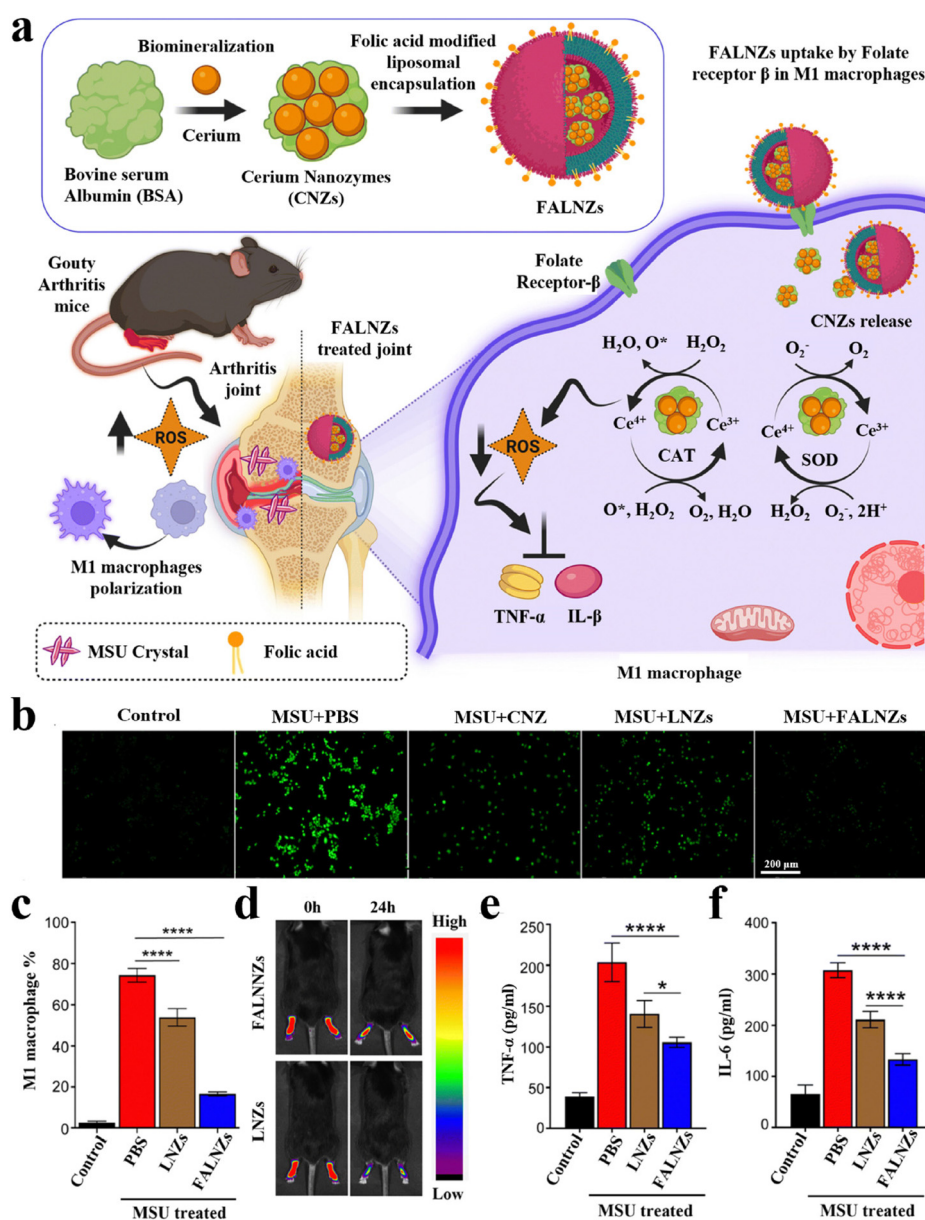 a
Biomineralization
Cerium
Folic acid modified
liposomal
encapsulation
Bovine serum
Albumin (BSA)
Cerium Nanozymes
(CNZs)
FALNZs
FALNZs uptake by Folate
receptor β in M1 macrophages
Gouty
Arthritis
mice
Arthritis
joint
FALNZs
treated joint
ROS
M1 macrophages
polarization
MSU Crystal
Folic acid
Folate
Receptor-β
CNZs release
H₂O, O*
H₂O₂
O₂⁻
O₂
Ce⁴⁺
Ce³⁺
CAT
Ce⁴⁺
Ce³⁺
SOD
O*, H₂O₂
O₂, H₂O
H₂O₂
O₂⁻, 2H⁺
ROS
TNF-α
IL-β
M1 macrophage
b
Control
MSU+PBS
MSU+CNZ
MSU+LNZs
MSU+FALNZs
200 μm
c
M1 macrophage %
100
80
60
40
20
0
****
****
Control
PBS
LNZs
FALNZs
MSU treated
d
0h
24h
FALNNZs
LNZs
High
Low
e
TNF-α (pg/ml)
250
200
150
100
50
0
****
*
Control
PBS
LNZs
FALNZs
MSU treated
f
IL-6 (pg/ml)
400
300
200
100
0
****
****
Control
PBS
LNZs
FALNZs
MSU treated